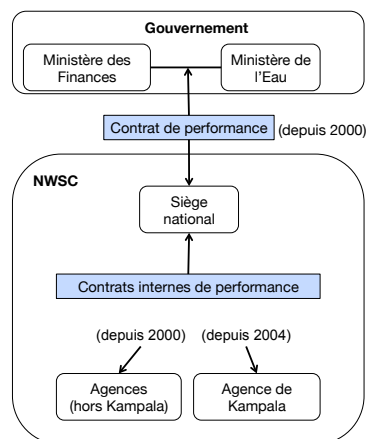 Gouvernement
Ministère des
Finances
Ministère de
l'Eau
Contrat de performance
(depuis 2000)
NWSC
Siège
national
Contrats internes de performance
(depuis 2000)
(depuis 2004)
Agences
(hors Kampala)
Agence de
Kampala